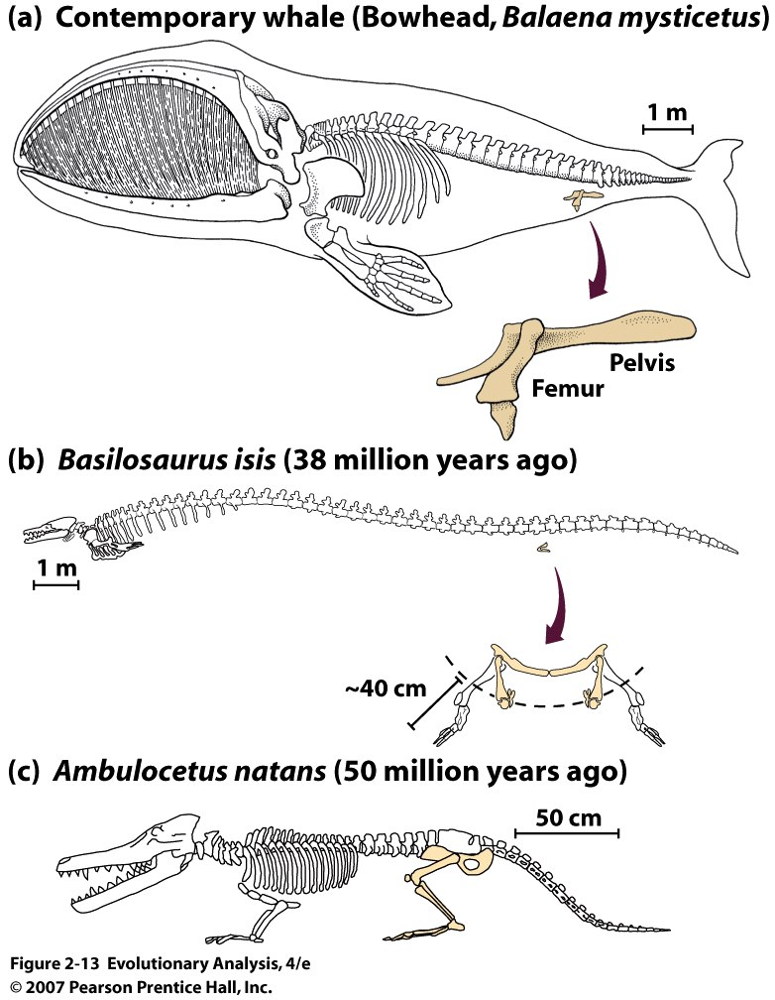 (a) Contemporary whale (Bowhead, Balaena mysticetus)
1 m
Pelvis
Femur
(b) Basilosaurus isis (38 million years ago)
1 m
~40 cm
(c) Ambulocetus natans (50 million years ago)
50 cm
Figure 2-13 Evolutionary Analysis, 4/e
© 2007 Pearson Prentice Hall, Inc.